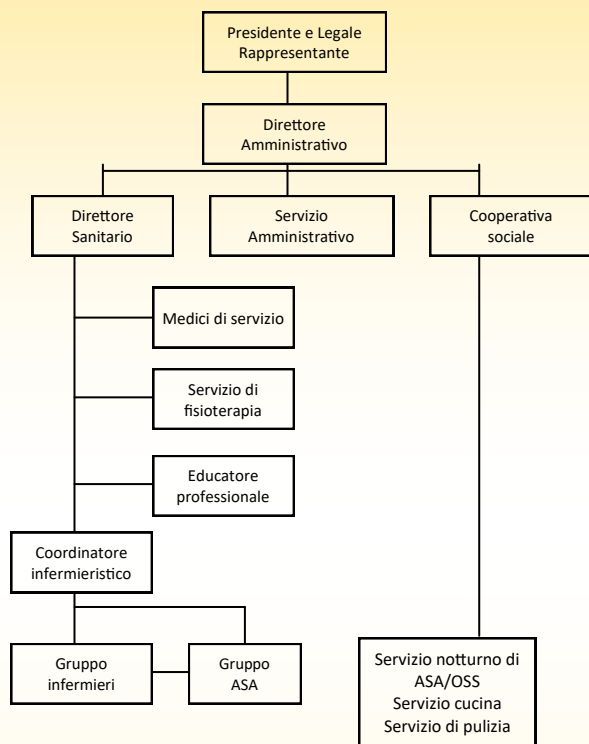 Presidente e Legale
Rappresentante
Direttore
Amministrativo
Direttore
Sanitario
Servizio
Amministrativo
Cooperativa
sociale
Medici di servizio
Servizio di
fisioterapia
Educatore
professionale
Coordinatore
infermieristico
Gruppo
infermieri
Gruppo
ASA
Servizio notturno di
ASA/OSS
Servizio cucina
Servizio di pulizia